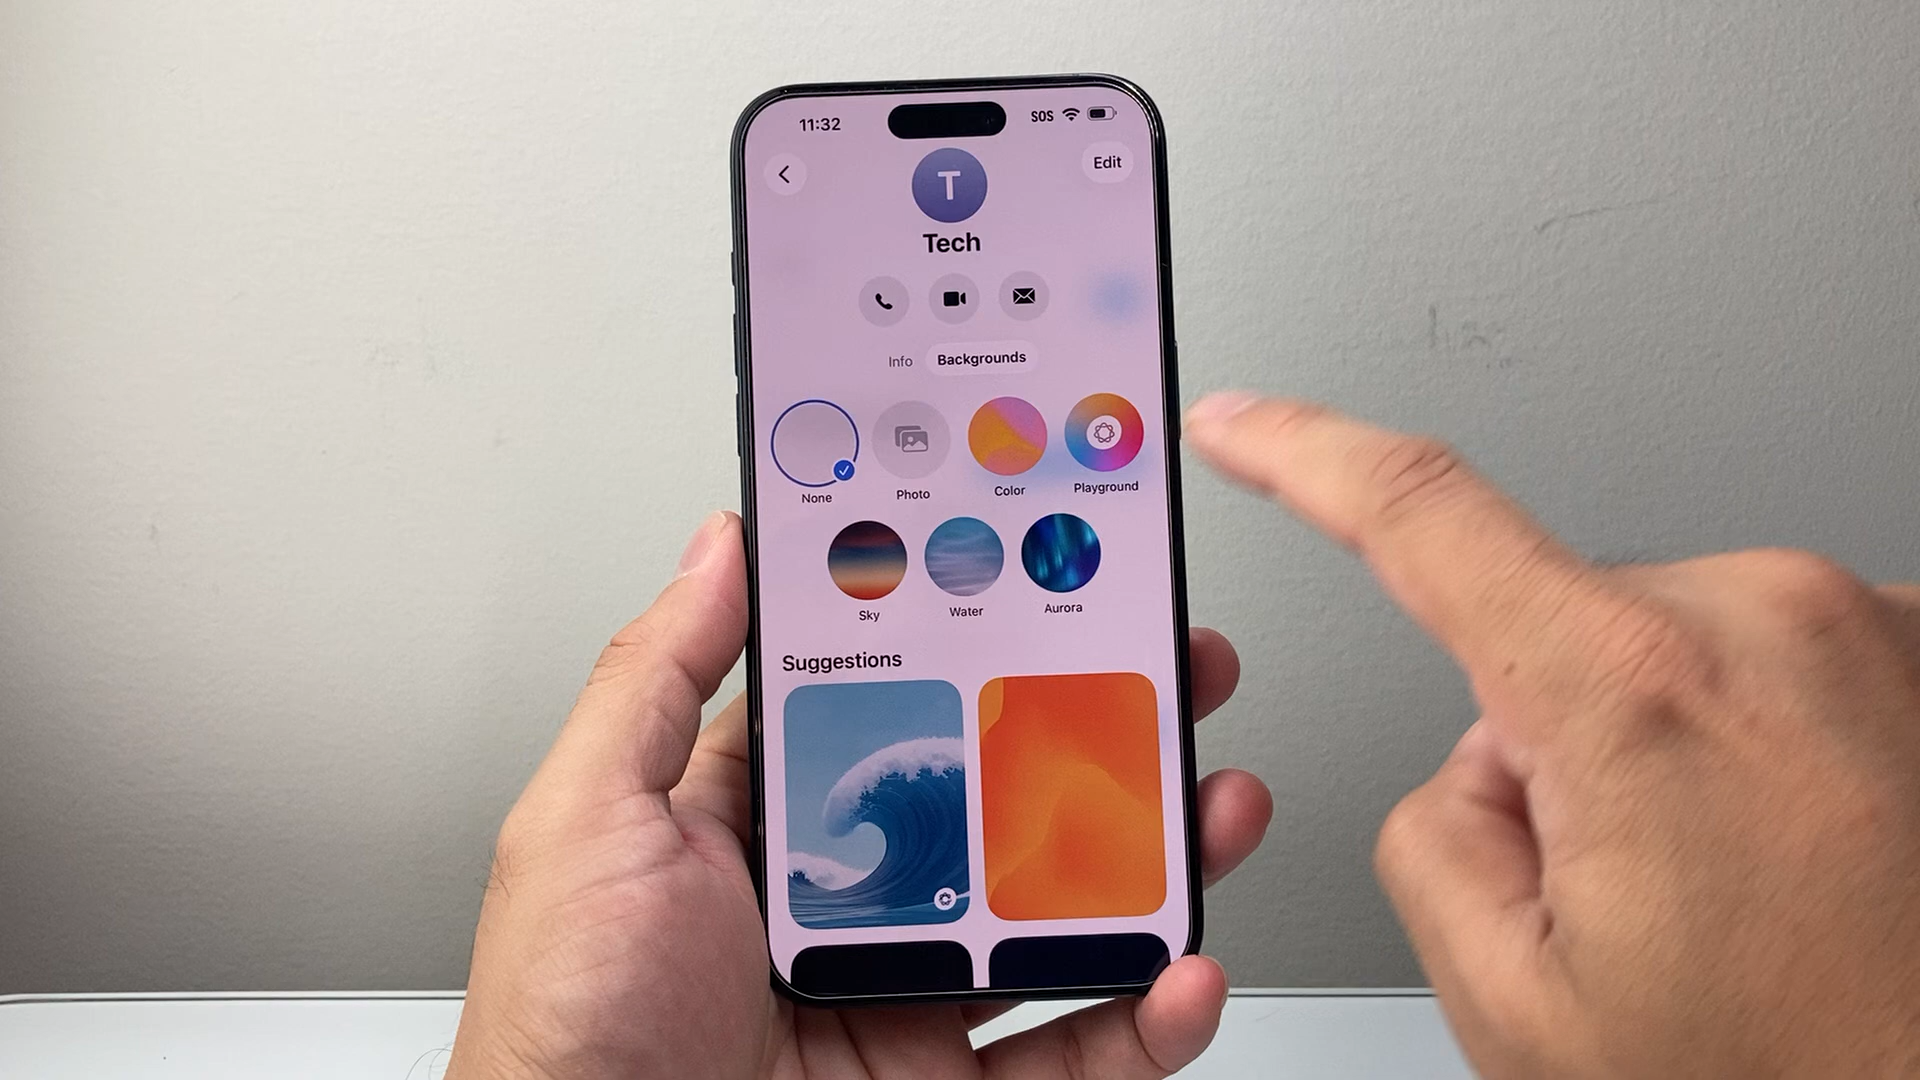 11:32 SOS
Edit
T
Tech
Info Backgrounds
None Photo Color Playground
Sky Water Aurora
Suggestions